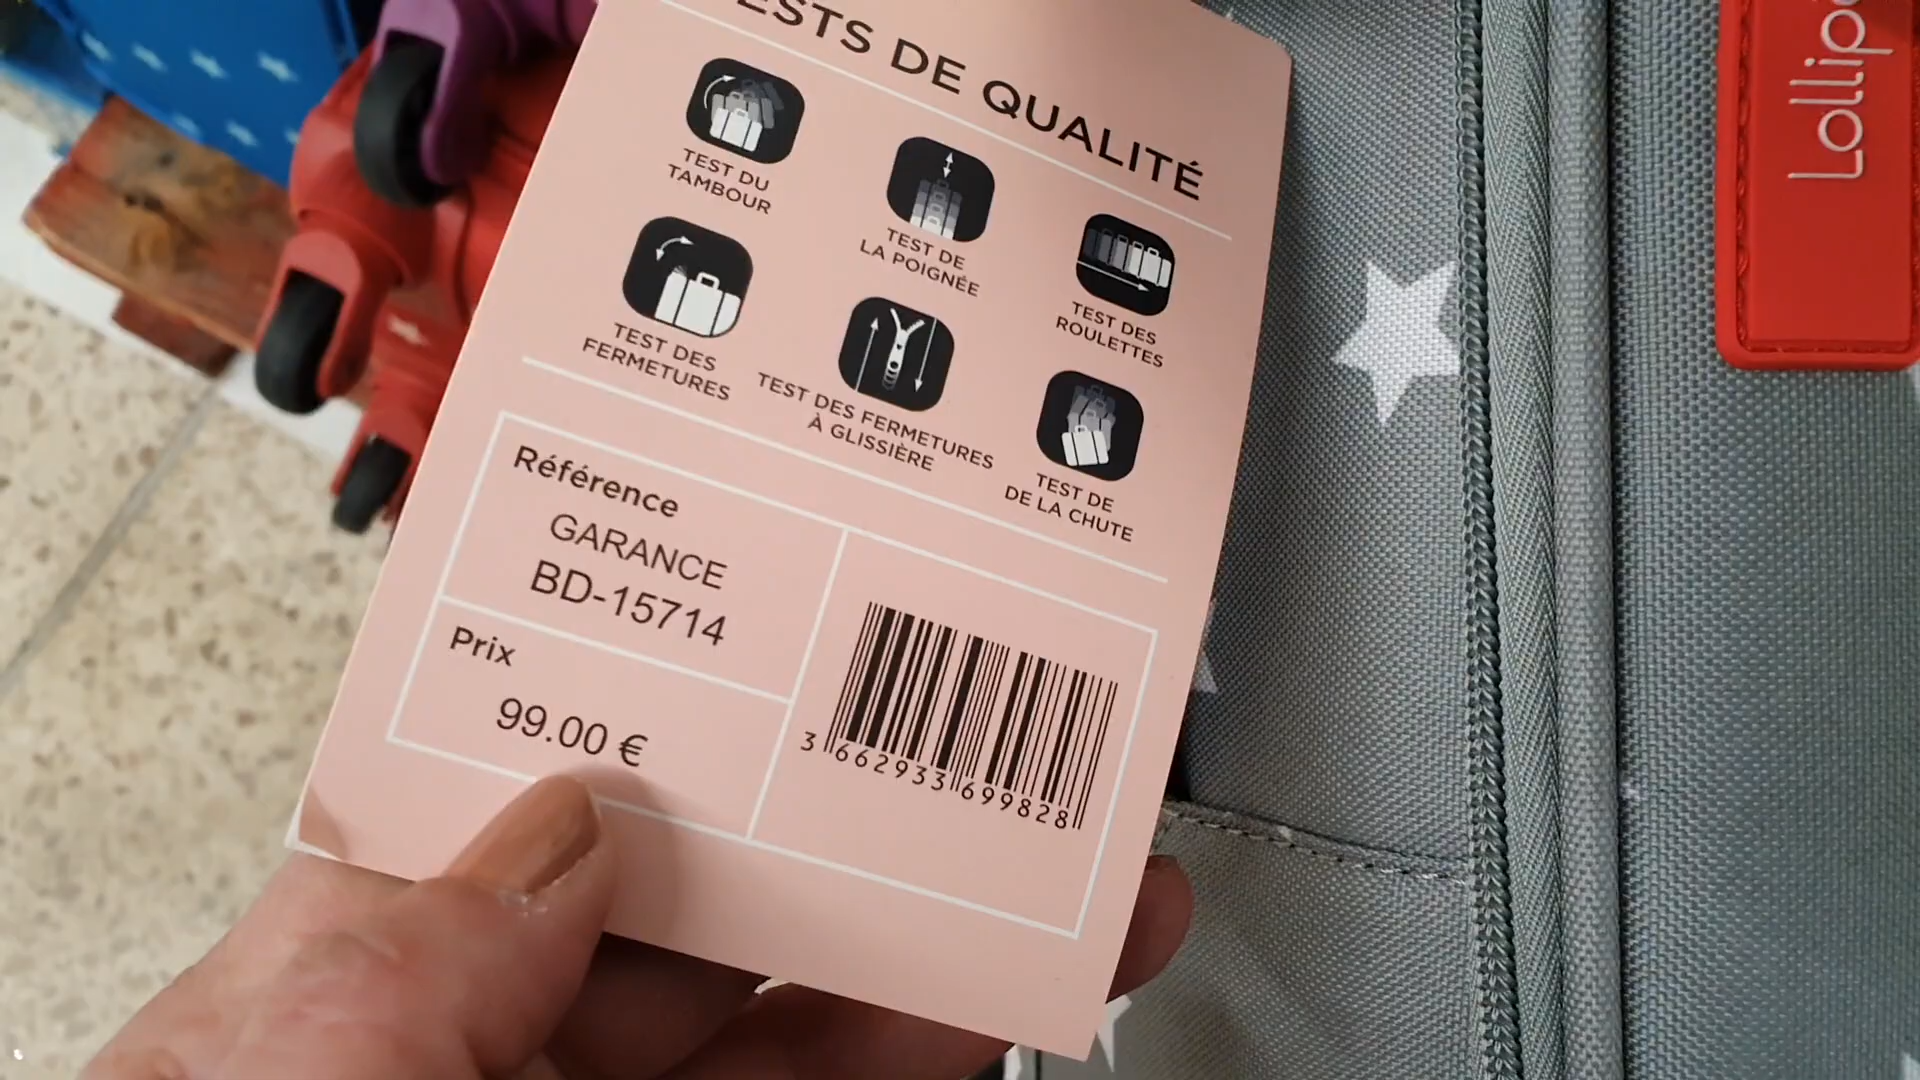 ESTS DE QUALITÉ
TEST DU
TAMBOUR
TEST DE
LA POIGNÉE
TEST DES
ROULETTES
TEST DES
FERMETURES
TEST DES FERMETURES
À GLISSIÈRE
TEST DE
DE LA CHUTE
Référence
GARANCE
BD-15714
Prix
99.00 €
3 662933 699828
Lollip